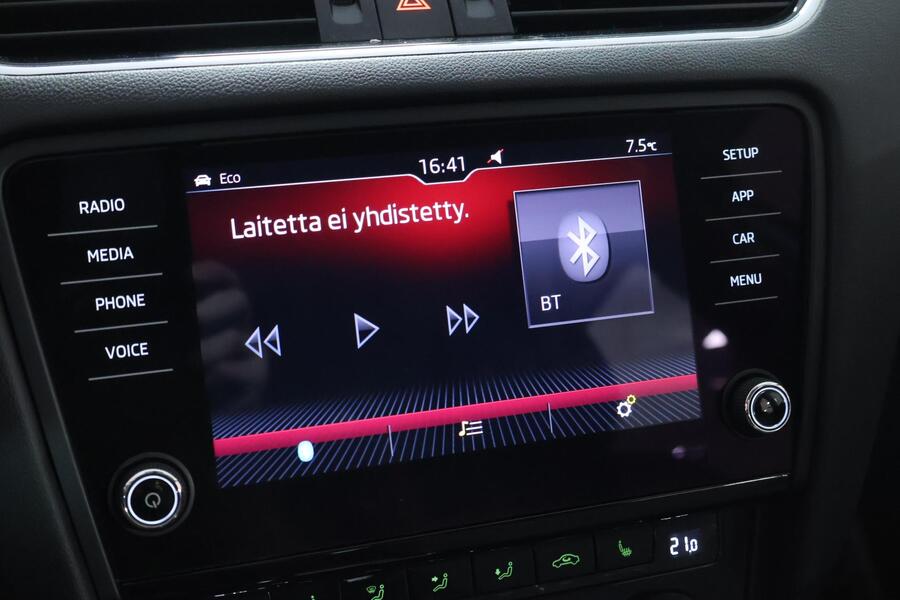 Eco
16:41
7.5°C
RADIO
MEDIA
PHONE
VOICE
Laitetta ei yhdistetty.
BT
SETUP
APP
CAR
MENU
21.0